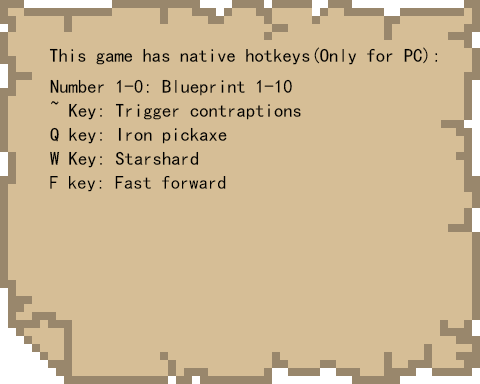 This game has native hotkeys(Only for PC):
Number 1-0: Blueprint 1-10
~ Key: Trigger contraptions
Q key: Iron pickaxe
W Key: Starshard
F key: Fast forward